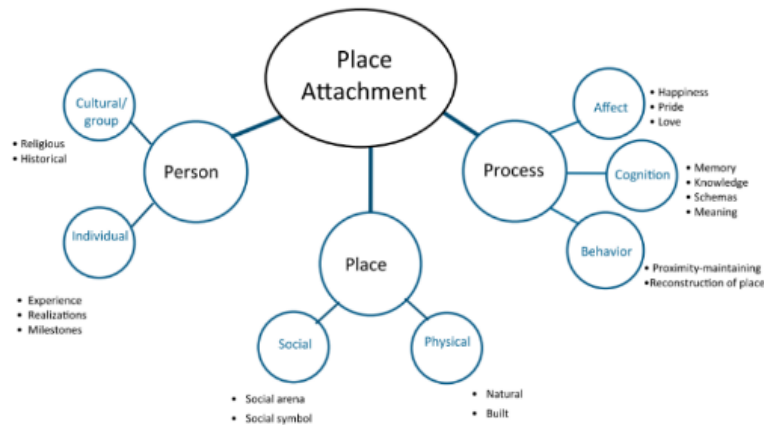 Place
Attachment
Cultural/
group
• Religious
• Historical
Person
Individual
• Experience
• Realizations
• Milestones
Place
Social
• Social arena
• Social symbol
Physical
• Natural
• Built
Process
Affect
• Happiness
• Pride
• Love
Cognition
• Memory
• Knowledge
• Schemas
• Meaning
Behavior
• Proximity-maintaining
•Reconstruction of place